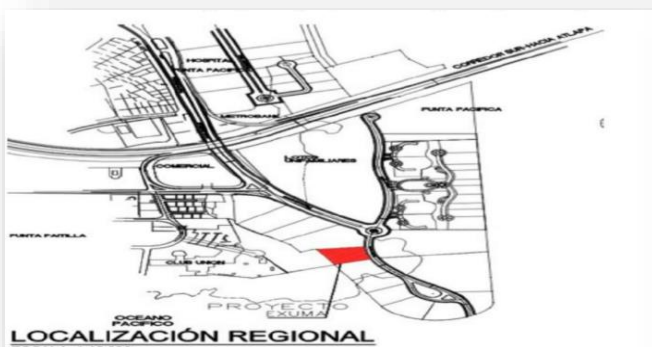 HOSPITAL
PUNTA PACIFICA
CORREDOR SUR-HACIA ATLAPA
METROBANK
PUNTA PACIFICA
COMERCIAL
UNIFAMILIARES
PUNTA PAITILLA
CLUB UNION
PROYECTO
EXUMA
OCEANO
PACIFICO
LOCALIZACIÓN REGIONAL